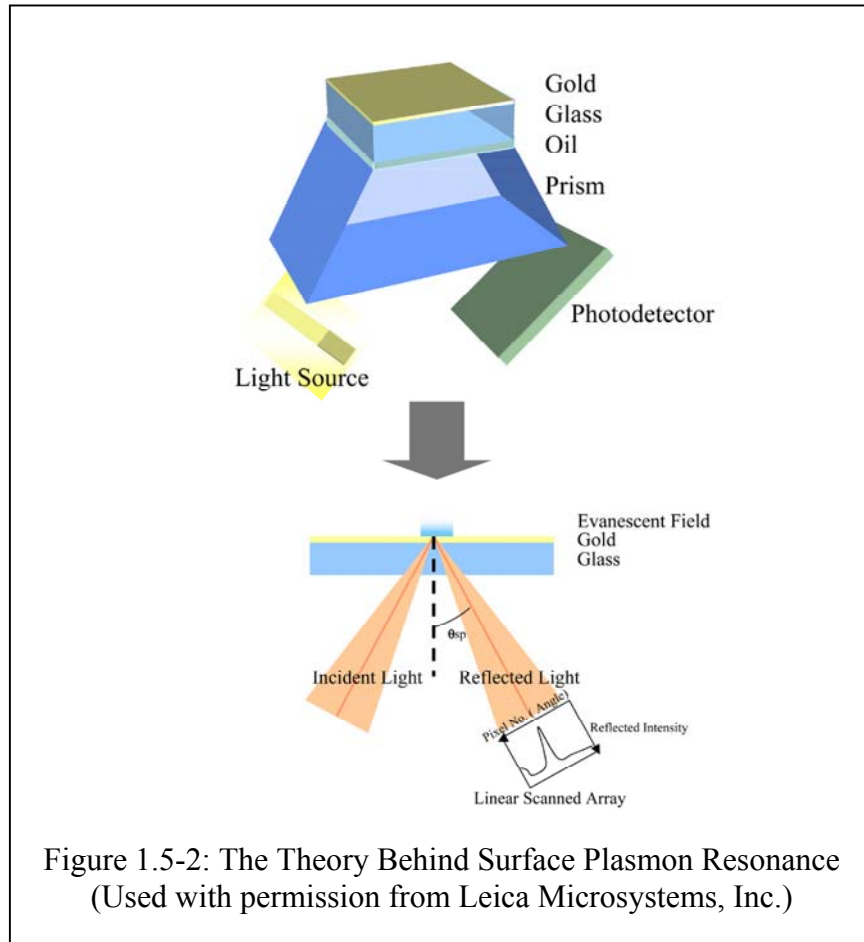 Gold
Glass
Oil
Prism
Photodetector
Light Source
Evanescent Field
Gold
Glass
θsp
Incident Light
Reflected Light
Pixel No. ( Angle)
Reflected Intensity
Linear Scanned Array
Figure 1.5-2: The Theory Behind Surface Plasmon Resonance
(Used with permission from Leica Microsystems, Inc.)